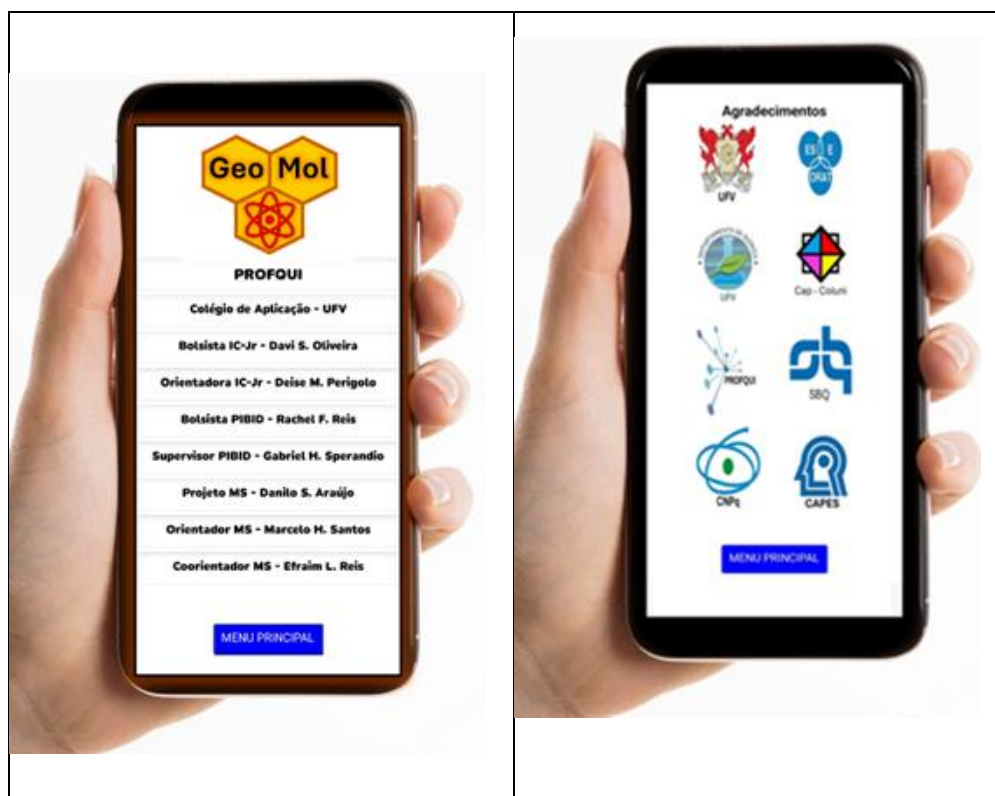 Geo Mol
PROFQUI
Colégio de Aplicação - UFV
Bolsista IC-Jr - Davi S. Oliveira
Orientadora IC-Jr - Deise M. Perigolo
Bolsista PIBID - Rachel F. Reis
Supervisor PIBID - Gabriel H. Sperandio
Projeto MS - Danilo S. Araújo
Orientador MS - Marcelo H. Santos
Coorientador MS - Efraim L. Reis
MENU PRINCIPAL
Agradecimentos
UFV
ES E
DRAT
UFV
Cap - Coluni
PROFQUI
SBQ
CNPq
CAPES
MENU PRINCIPAL